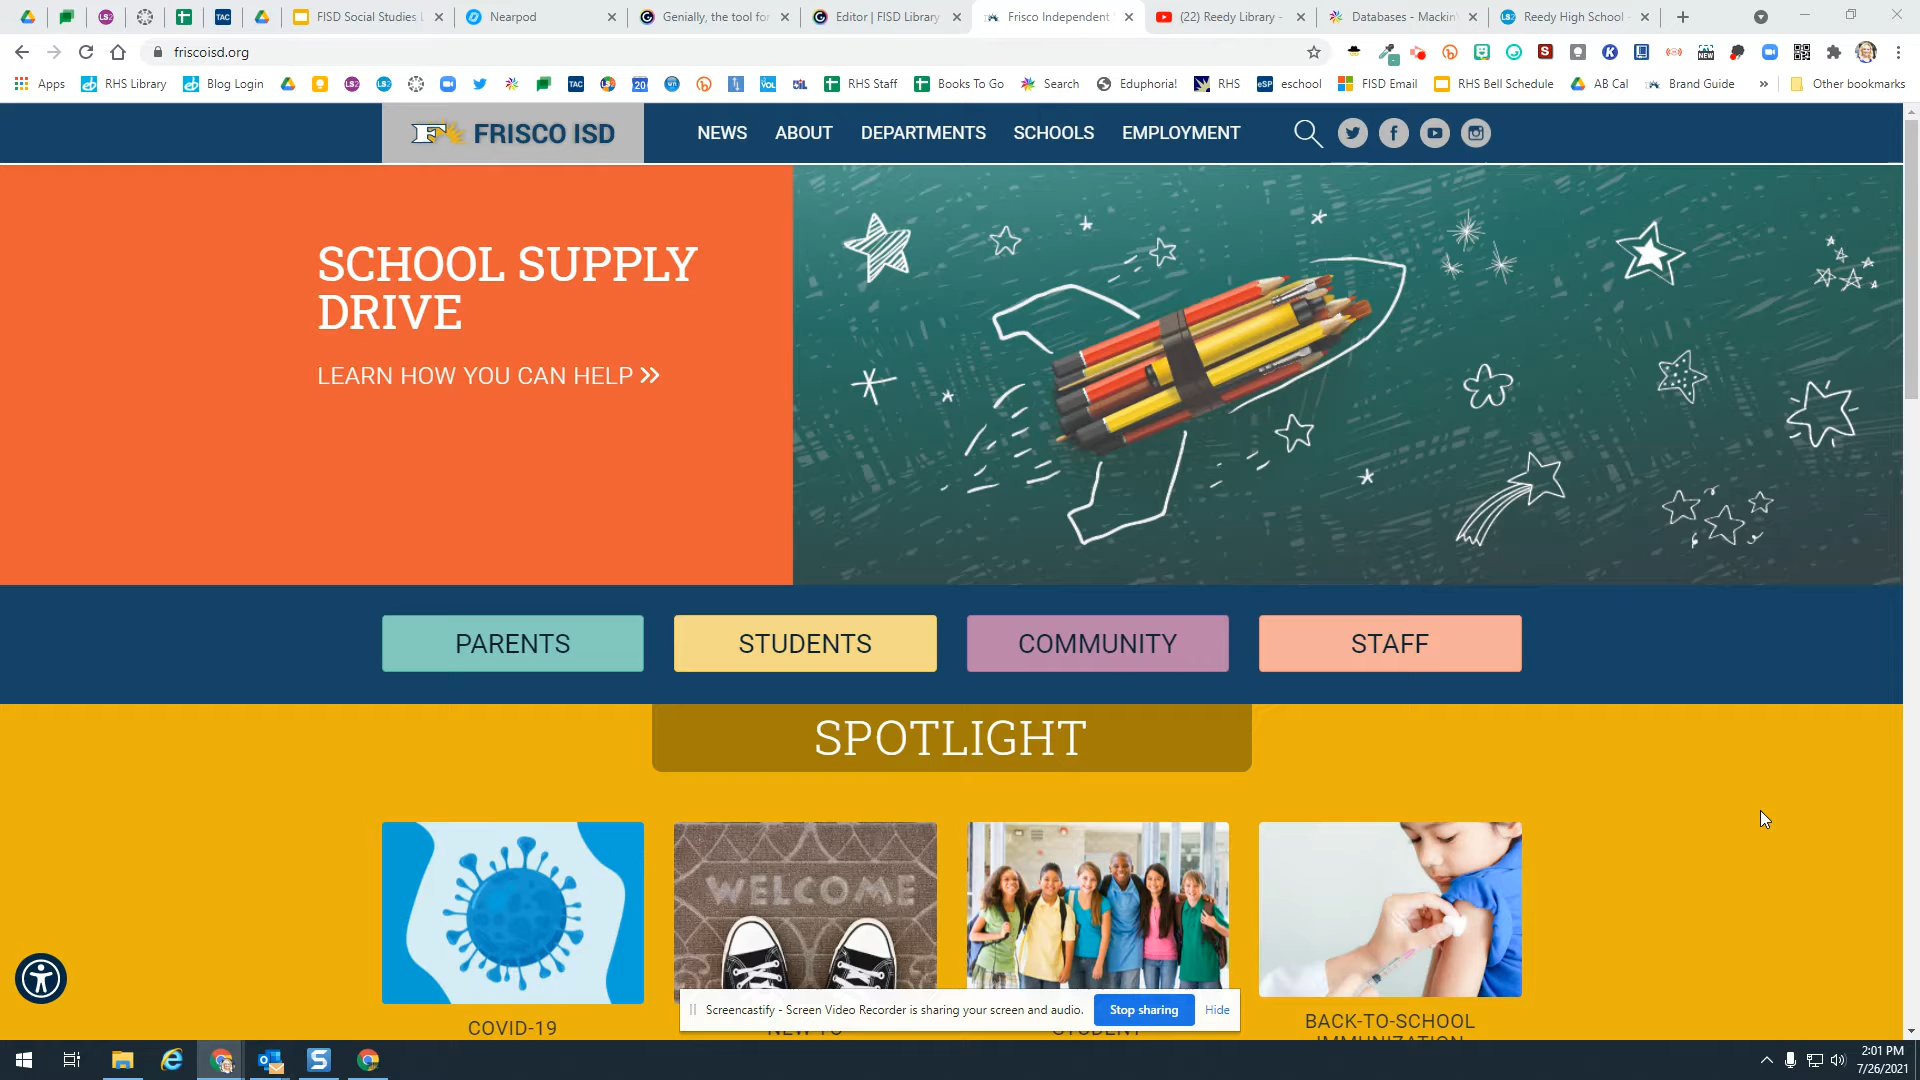 FISD Social Studies L
Nearpod
Genially, the tool for
Editor | FISD Library
Frisco Independent
(22) Reedy Library -
Databases - Mackin
Reedy High School -
friscoisd.org
Apps
RHS Library
Blog Login
RHS Staff
Books To Go
Search
Eduphoria!
RHS
eschool
FISD Email
RHS Bell Schedule
AB Cal
Brand Guide
»
Other bookmarks
FRISCO ISD
NEWS
ABOUT
DEPARTMENTS
SCHOOLS
EMPLOYMENT
SCHOOL SUPPLY
DRIVE
LEARN HOW YOU CAN HELP »
PARENTS
STUDENTS
COMMUNITY
STAFF
SPOTLIGHT
WELCOME
COVID-19
BACK-TO-SCHOOL
IMMUNIZATION
Screencastify - Screen Video Recorder is sharing your screen and audio.
Stop sharing
Hide
2:01 PM
7/26/2021